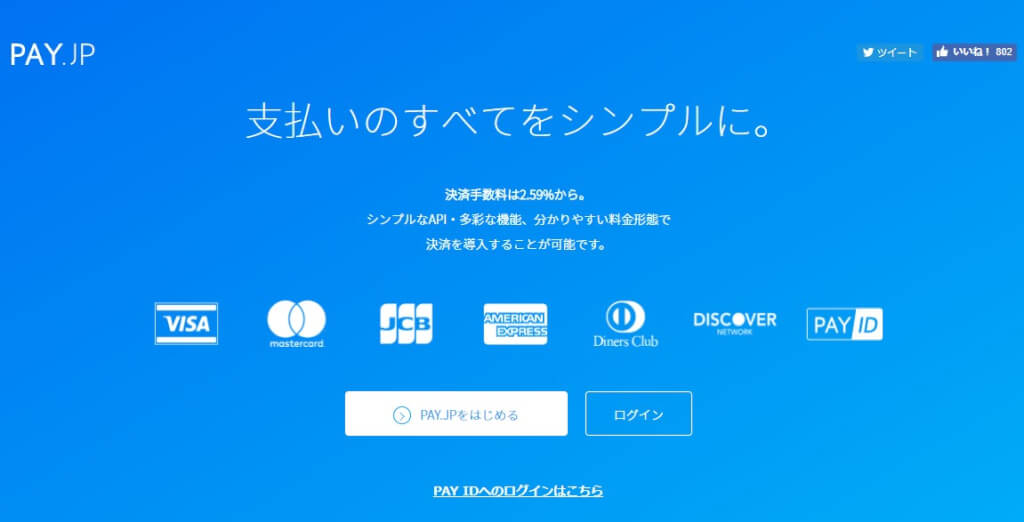 PAY.JP
ツイート
いいね！ 802
支払いのすべてをシンプルに。
決済手数料は2.59%から。
シンプルなAPI・多彩な機能、分かりやすい料金形態で
決済を導入することが可能です。
VISA
mastercard.
JCB
AMERICAN
EXPRESS
Diners Club
DISCOVER
NETWORK
PAY ID
PAY.JPをはじめる
ログイン
PAY IDへのログインはこちら